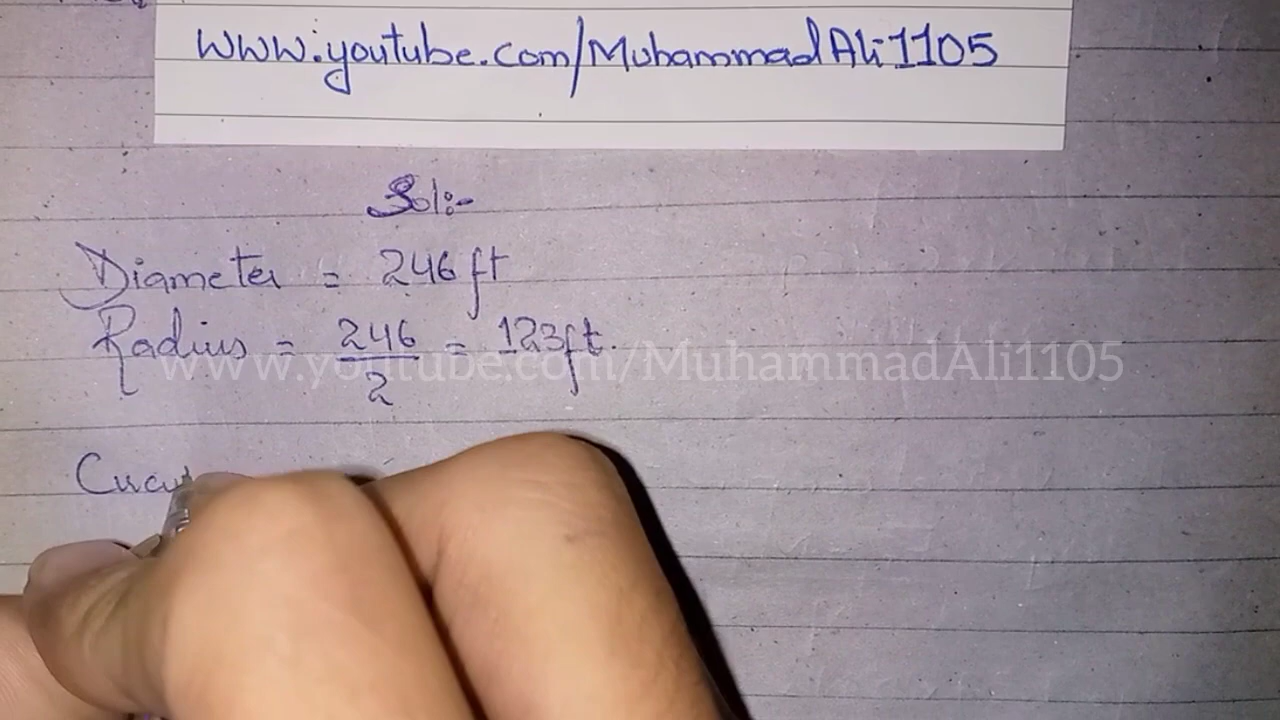 www.youtube.com/MuhammadAli1105
Sol:-
Diameter = 246 ft
Radius = 246/2 = 123ft.
www.youtube.com/MuhammadAli1105